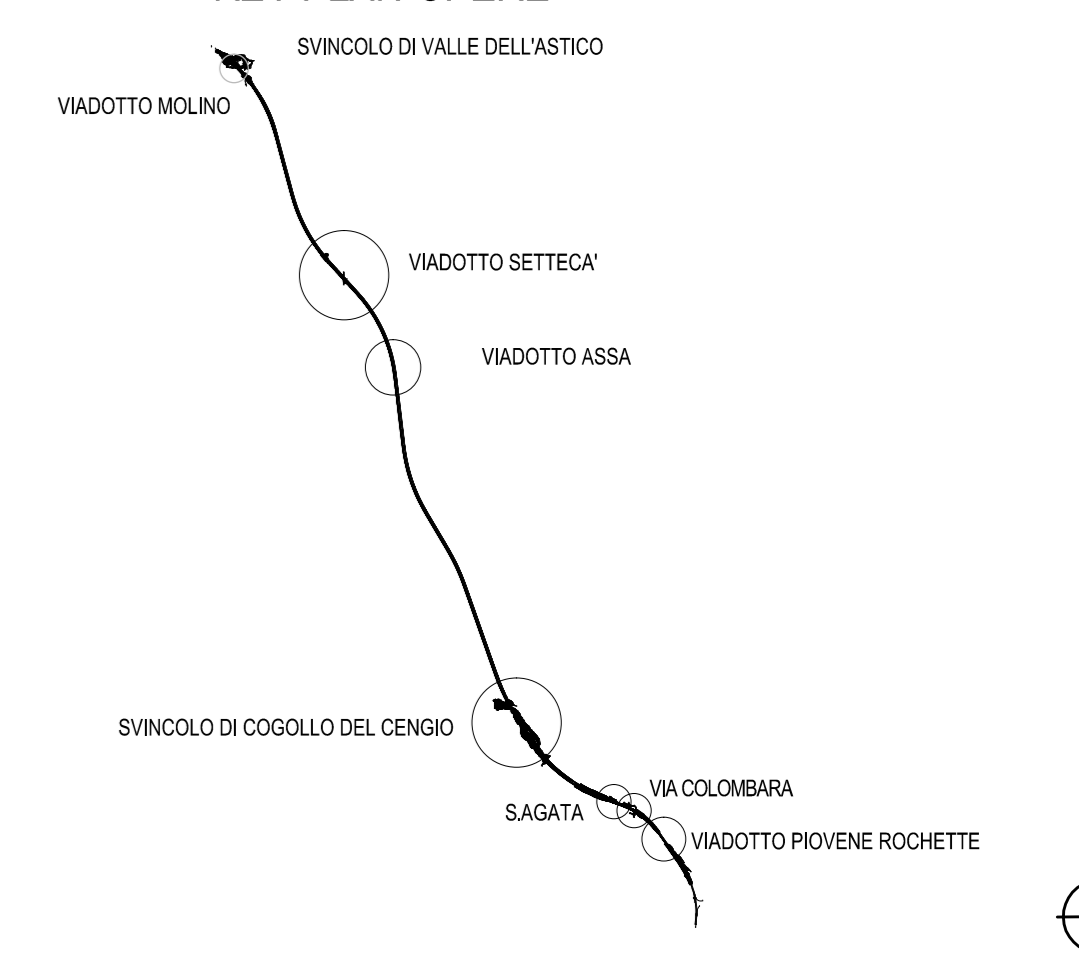 SVINCOLO DI VALLE DELL'ASTICO
VIADOTTO MOLINO
VIADOTTO SETTECA'
VIADOTTO ASSA
SVINCOLO DI COGOLLO DEL CENGIO
VIA COLOMBARA
S.AGATA
VIADOTTO PIOVENE ROCHETTE